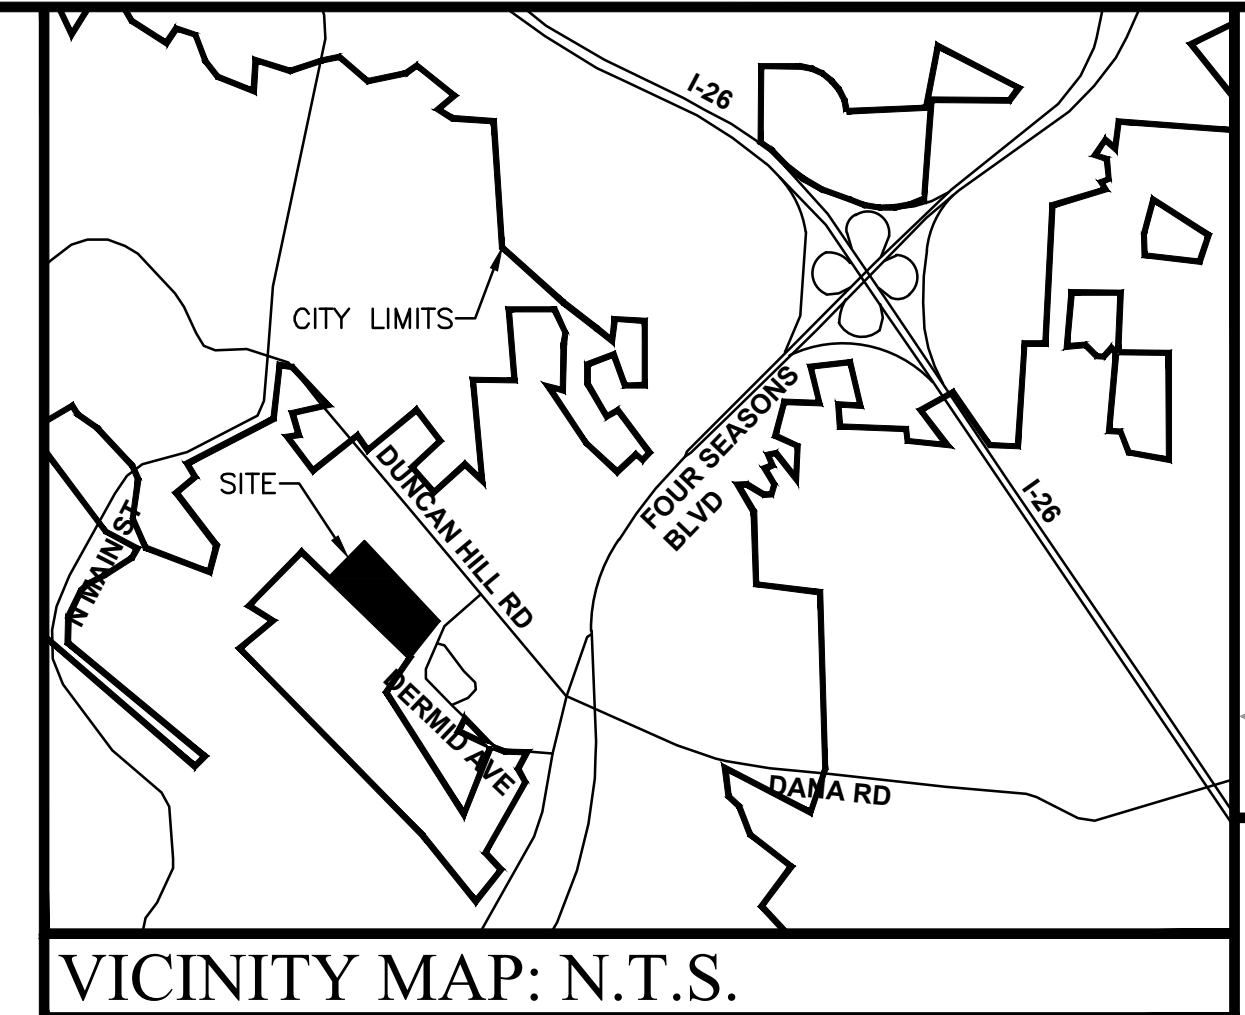 I-26
CITY LIMITS
FOUR SEASONS
BLVD
SITE
DUNCAN HILL RD
I-26
N MAIN ST
DERMID AVE
DANA RD
VICINITY MAP: N.T.S.